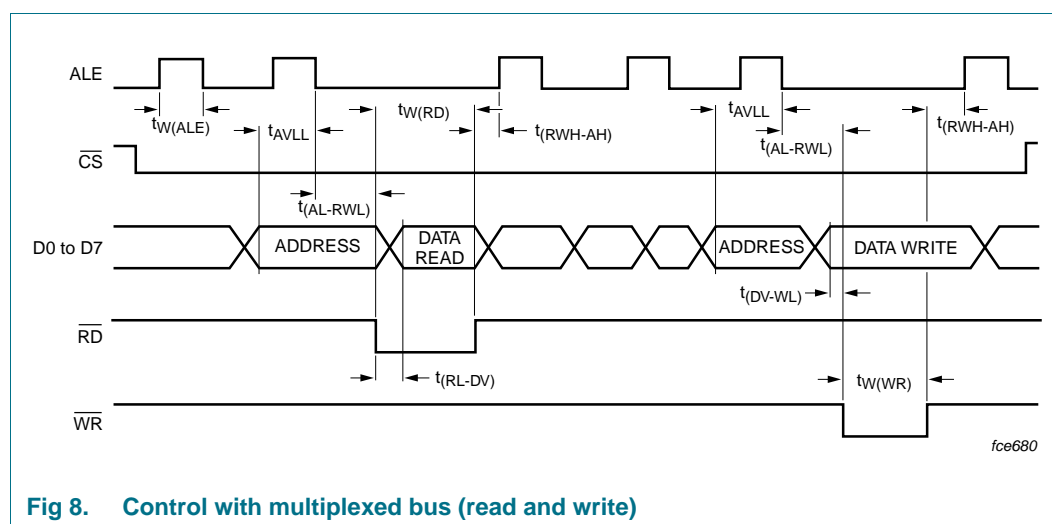 ALE
tW(ALE)
tAVLL
tW(RD)
t(RWH-AH)
tAVLL
t(AL-RWL)
t(RWH-AH)
CS
t(AL-RWL)
D0 to D7
ADDRESS
DATA
READ
ADDRESS
DATA WRITE
t(DV-WL)
RD
t(RL-DV)
tW(WR)
WR
fce680
Fig 8. Control with multiplexed bus (read and write)